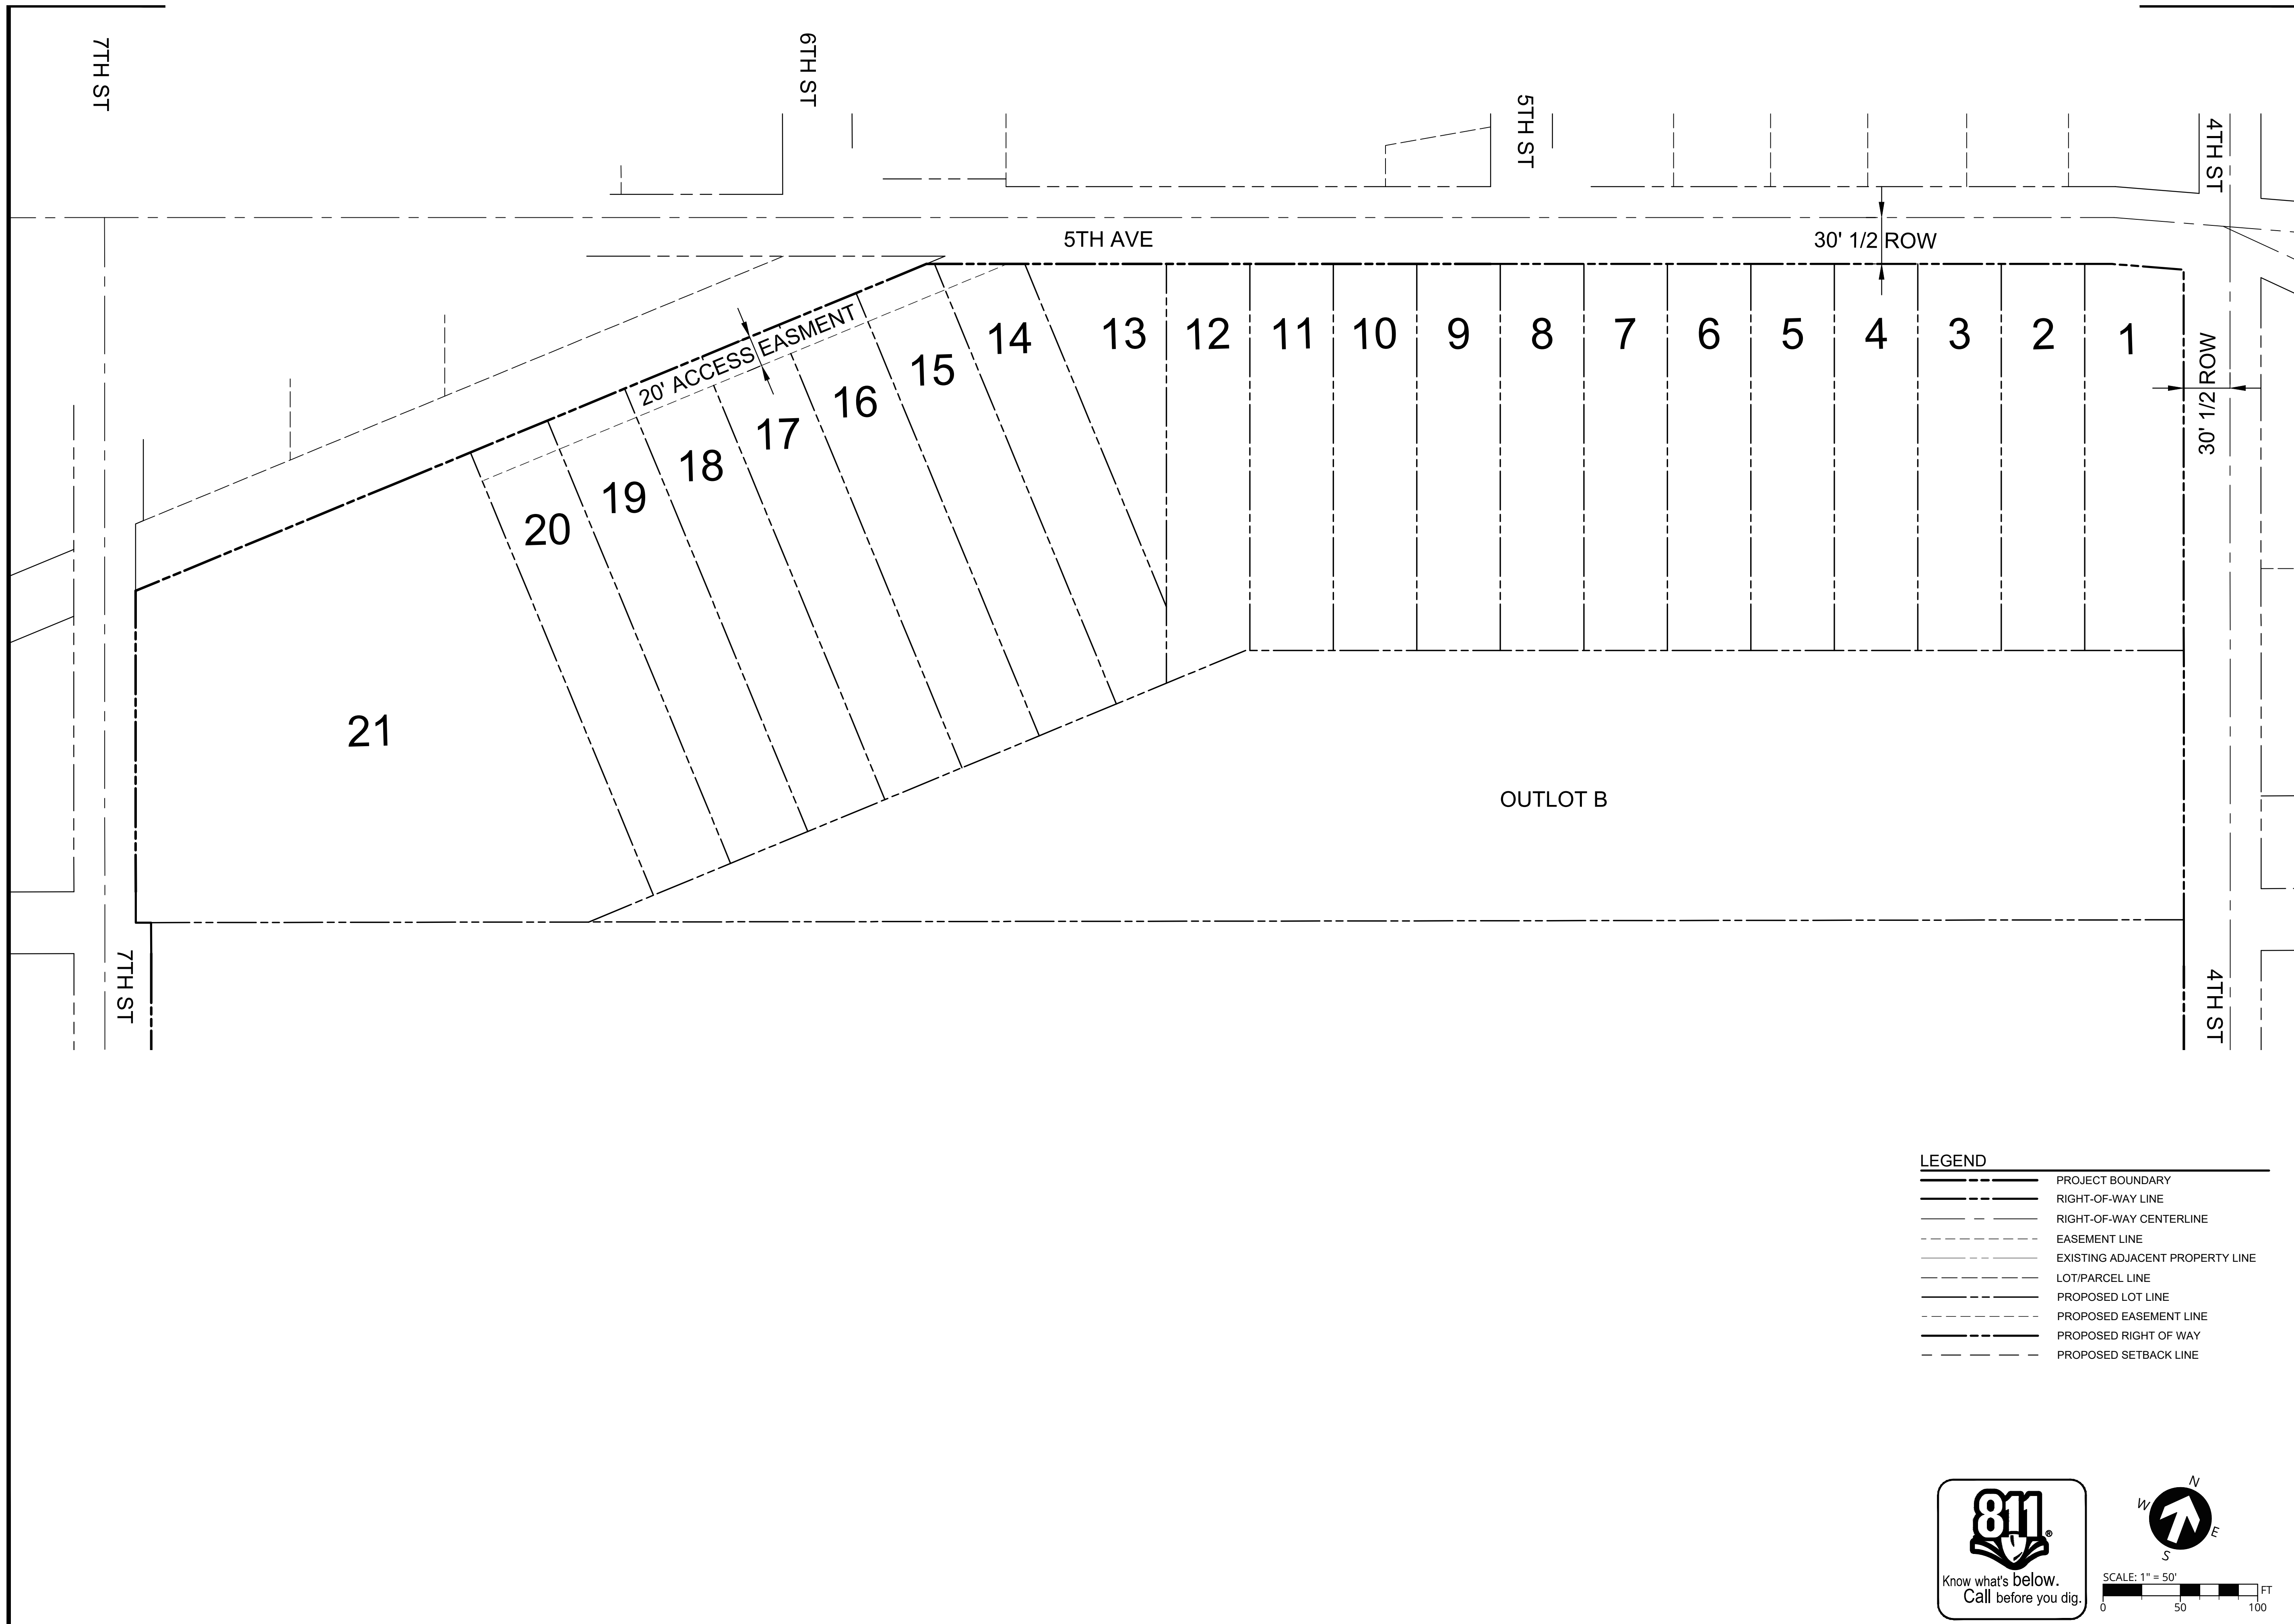 7TH ST
6TH ST
5TH ST
4TH ST
5TH AVE
30' 1/2 ROW
30' 1/2 ROW
20' ACCESS EASMENT
21
20
19
18
17
16
15
14
13
12
11
10
9
8
7
6
5
4
3
2
1
OUTLOT B
7TH ST
4TH ST
LEGEND
PROJECT BOUNDARY
RIGHT-OF-WAY LINE
RIGHT-OF-WAY CENTERLINE
EASEMENT LINE
EXISTING ADJACENT PROPERTY LINE
LOT/PARCEL LINE
PROPOSED LOT LINE
PROPOSED EASEMENT LINE
PROPOSED RIGHT OF WAY
PROPOSED SETBACK LINE
811®
Know what's below.
Call before you dig.
N
W
E
S
SCALE: 1" = 50'
FT
0 50 100